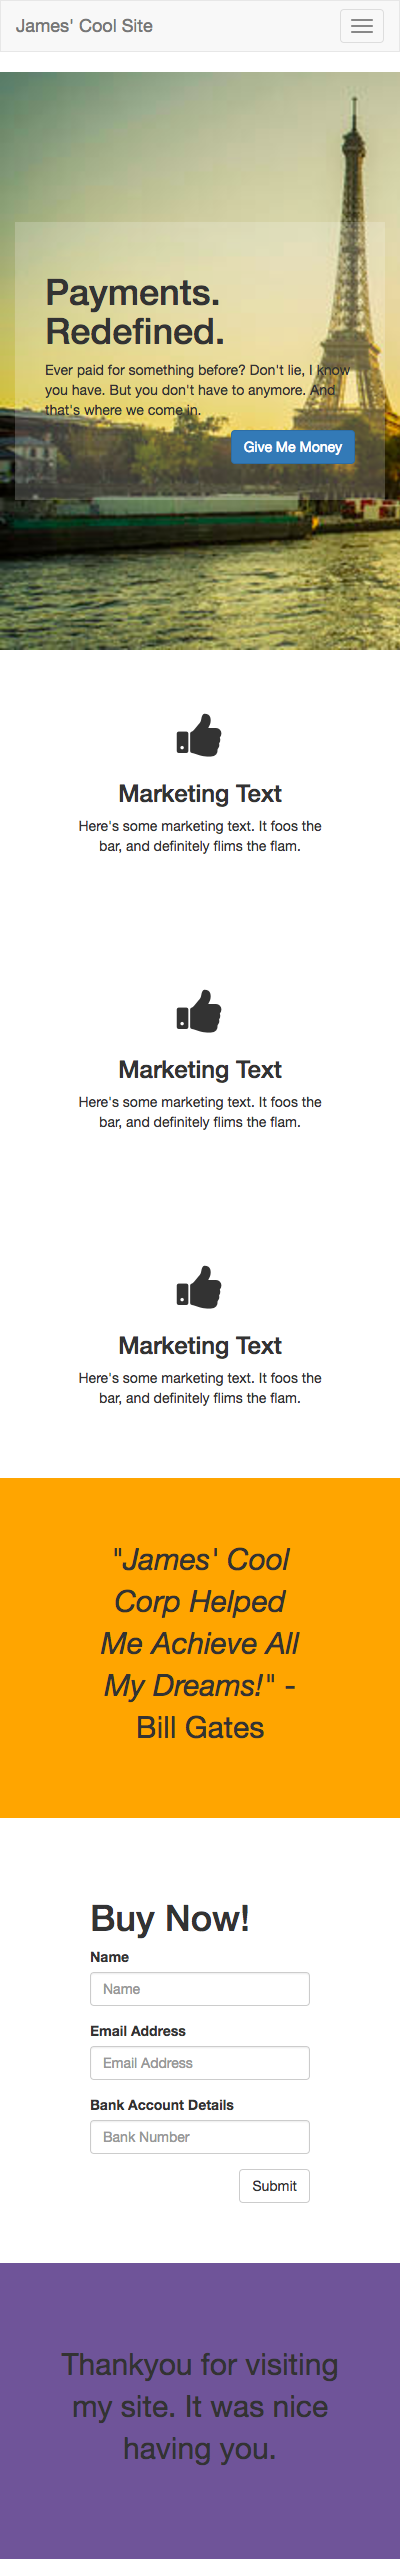 James' Cool Site
Payments.
Redefined.
Ever paid for something before? Don't lie, I know
you have. But you don't have to anymore. And
that's where we come in.
Give Me Money
Marketing Text
Here's some marketing text. It foos the
bar, and definitely flims the flam.
Marketing Text
Here's some marketing text. It foos the
bar, and definitely flims the flam.
Marketing Text
Here's some marketing text. It foos the
bar, and definitely flims the flam.
"James' Cool
Corp Helped
Me Achieve All
My Dreams!" -
Bill Gates
Buy Now!
Name
Name
Email Address
Email Address
Bank Account Details
Bank Number
Submit
Thankyou for visiting
my site. It was nice
having you.